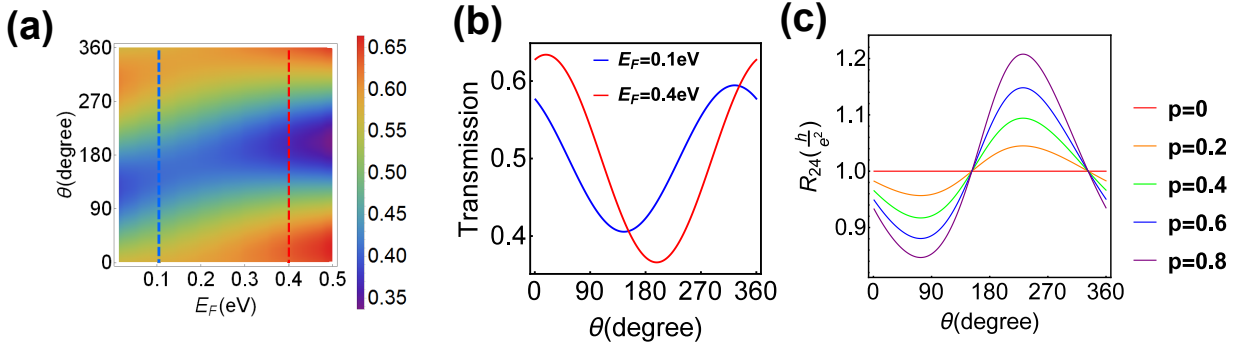 (a)
360
270
180
90
0
θ(degree)
0.1
0.2
0.3
0.4
0.5
E_F(eV)
0.65
0.60
0.55
0.50
0.45
0.40
0.35
(b)
E_F=0.1eV
E_F=0.4eV
Transmission
0.6
0.5
0.4
0
90
180
270
360
θ(degree)
(c)
R_24(h/e^2)
1.2
1.1
1.0
0.9
0
90
180
270
360
θ(degree)
p=0
p=0.2
p=0.4
p=0.6
p=0.8